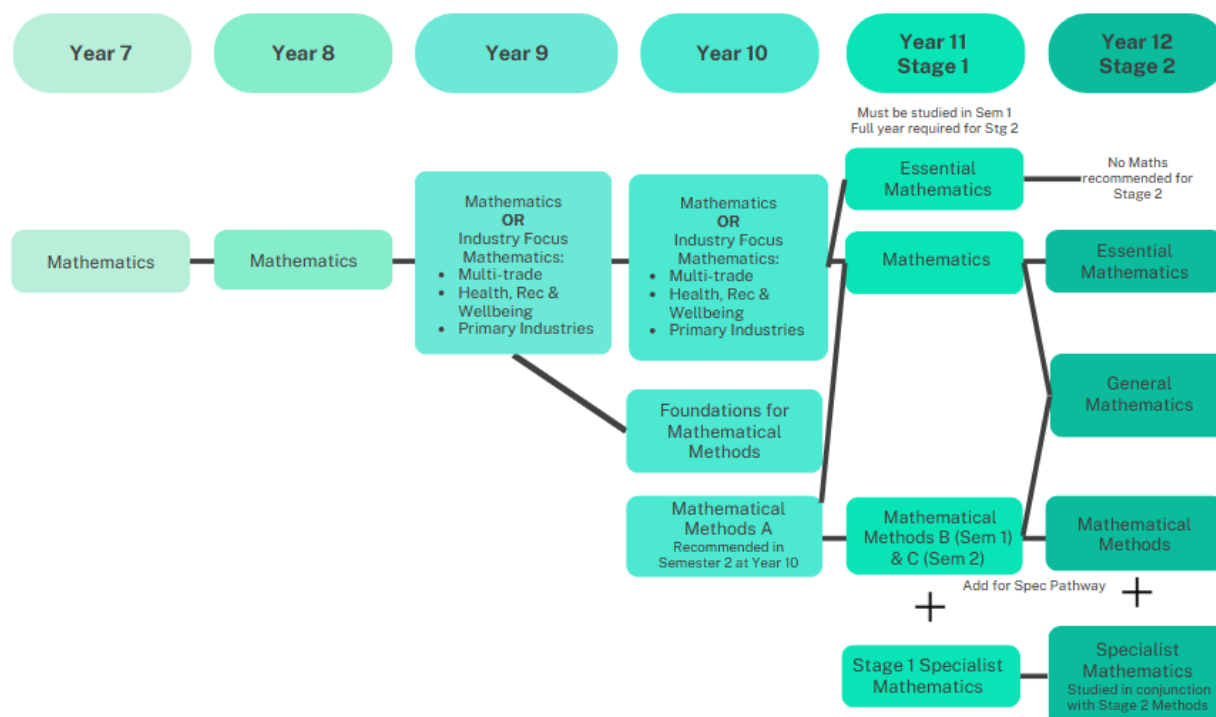 Year 7
Year 8
Year 9
Year 10
Year 11
Stage 1
Year 12
Stage 2
Must be studied in Sem 1
Full year required for Stg 2
Mathematics
Mathematics
Mathematics
OR
Industry Focus
Mathematics:
• Multi-trade
• Health, Rec &
Wellbeing
• Primary Industries
Mathematics
OR
Industry Focus
Mathematics:
• Multi-trade
• Health, Rec &
Wellbeing
• Primary Industries
Essential
Mathematics
No Maths
recommended for
Stage 2
Mathematics
Essential
Mathematics
General
Mathematics
Foundations for
Mathematical
Methods
Mathematical
Methods A
Recommended in
Semester 2 at Year 10
Mathematical
Methods B (Sem 1)
& C (Sem 2)
Mathematical
Methods
Add for Spec Pathway
+
+
Stage 1 Specialist
Mathematics
Specialist
Mathematics
Studied in conjunction
with Stage 2 Methods